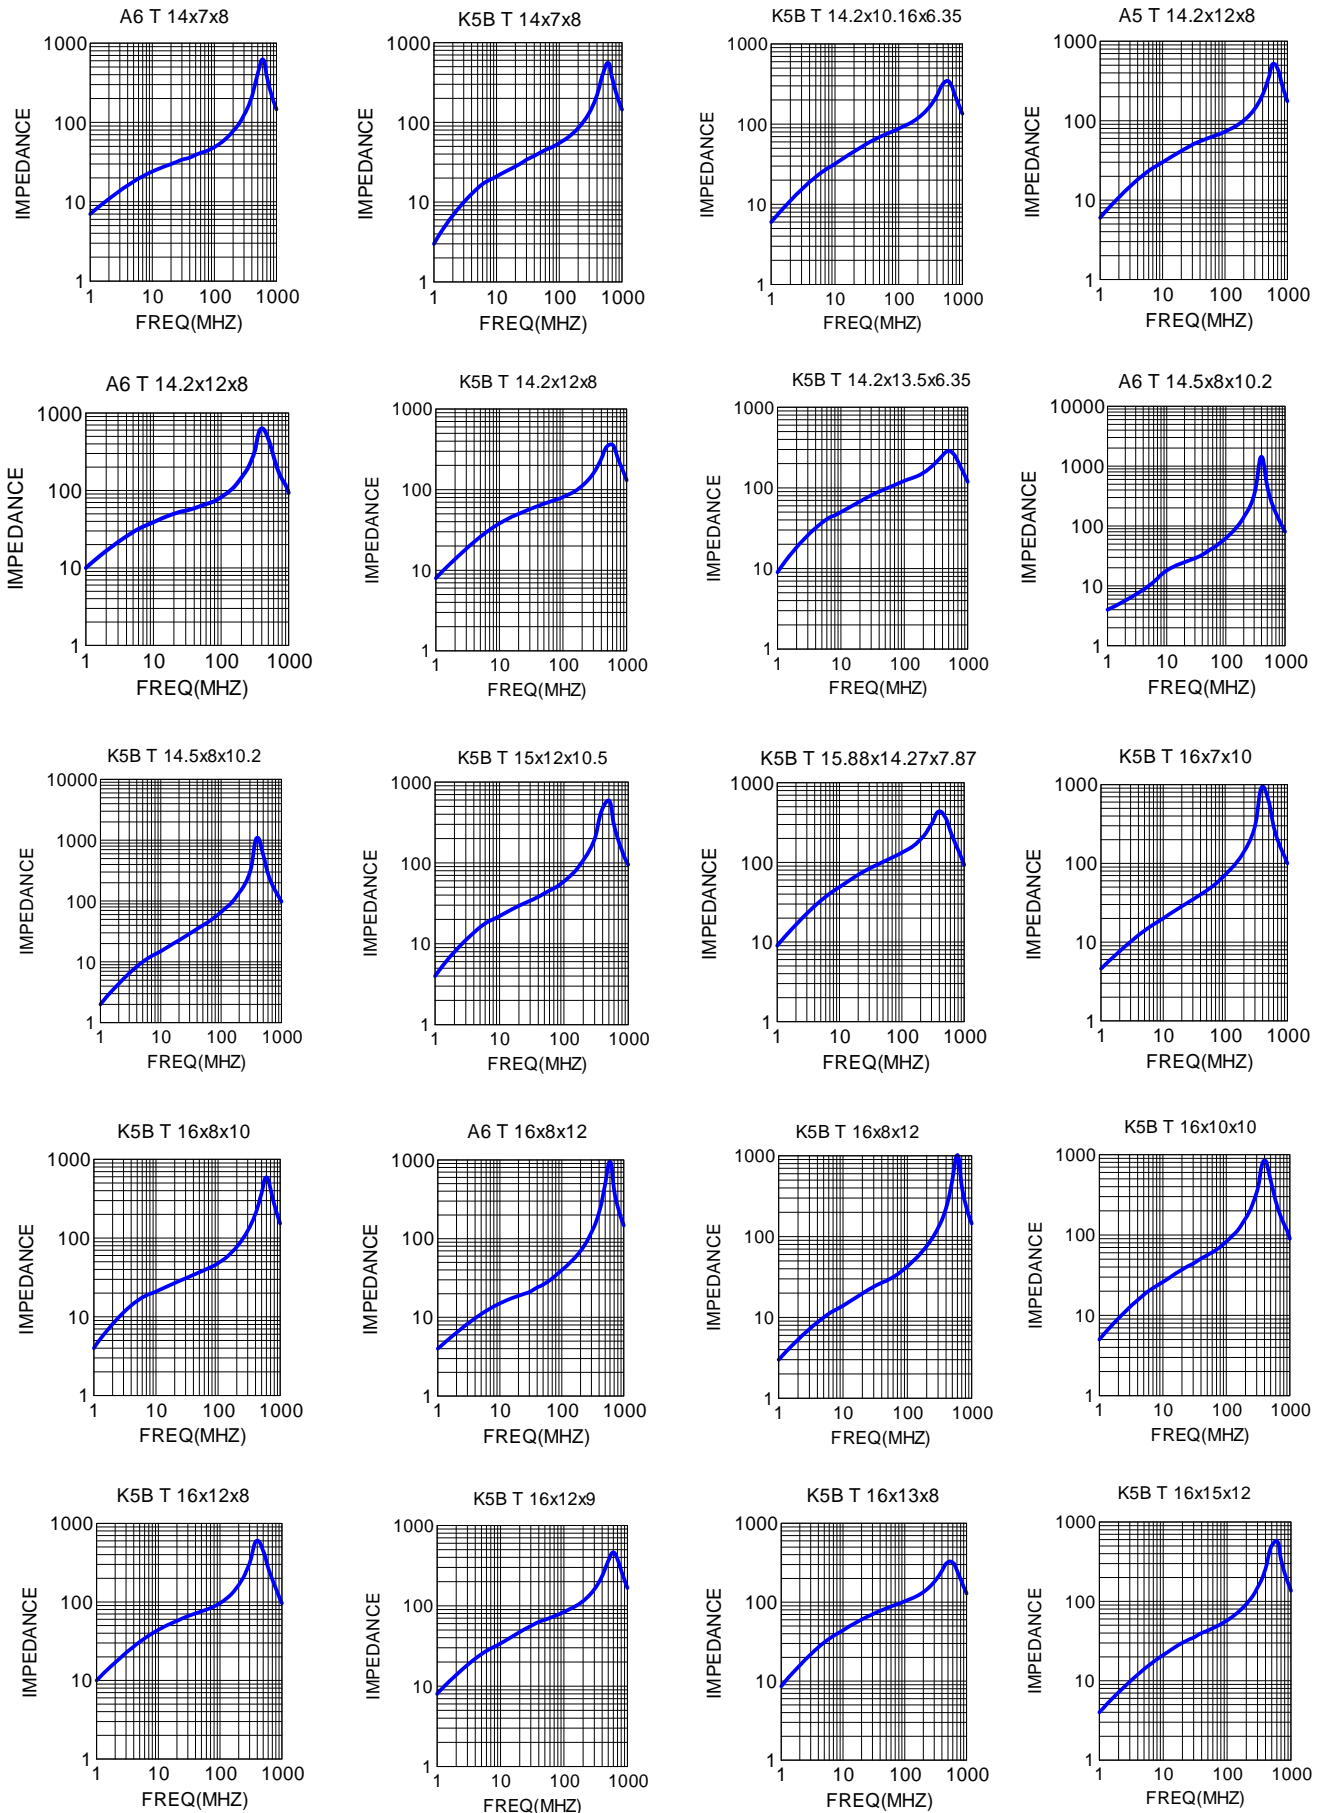 A6 T 14x7x8
K5B T 14x7x8
K5B T 14.2x10.16x6.35
A5 T 14.2x12x8
1000
100
10
1
1 10 100 1000
IMPEDANCE
FREQ(MHZ)
1000
100
10
1
1 10 100 1000
IMPEDANCE
FREQ(MHZ)
1000
100
10
1
1 10 100 1000
IMPEDANCE
FREQ(MHZ)
1000
100
10
1
1 10 100 1000
IMPEDANCE
FREQ(MHZ)
A6 T 14.2x12x8
K5B T 14.2x12x8
K5B T 14.2x13.5x6.35
A6 T 14.5x8x10.2
1000
100
10
1
1 10 100 1000
IMPEDANCE
FREQ(MHZ)
1000
100
10
1
1 10 100 1000
IMPEDANCE
FREQ(MHZ)
1000
100
10
1
1 10 100 1000
IMPEDANCE
FREQ(MHZ)
10000
1000
100
10
1
1 10 100 1000
IMPEDANCE
FREQ(MHZ)
K5B T 14.5x8x10.2
K5B T 15x12x10.5
K5B T 15.88x14.27x7.87
K5B T 16x7x10
10000
1000
100
10
1
1 10 100 1000
IMPEDANCE
FREQ(MHZ)
1000
100
10
1
1 10 100 1000
IMPEDANCE
FREQ(MHZ)
1000
100
10
1
1 10 100 1000
IMPEDANCE
FREQ(MHZ)
1000
100
10
1
1 10 100 1000
IMPEDANCE
FREQ(MHZ)
K5B T 16x8x10
A6 T 16x8x12
K5B T 16x8x12
K5B T 16x10x10
1000
100
10
1
1 10 100 1000
IMPEDANCE
FREQ(MHZ)
1000
100
10
1
1 10 100 1000
IMPEDANCE
FREQ(MHZ)
1000
100
10
1
1 10 100 1000
IMPEDANCE
FREQ(MHZ)
1000
100
10
1
1 10 100 1000
IMPEDANCE
FREQ(MHZ)
K5B T 16x12x8
K5B T 16x12x9
K5B T 16x13x8
K5B T 16x15x12
1000
100
10
1
1 10 100 1000
IMPEDANCE
FREQ(MHZ)
1000
100
10
1
1 10 100 1000
IMPEDANCE
FREQ(MHZ)
1000
100
10
1
1 10 100 1000
IMPEDANCE
FREQ(MHZ)
1000
100
10
1
1 10 100 1000
IMPEDANCE
FREQ(MHZ)